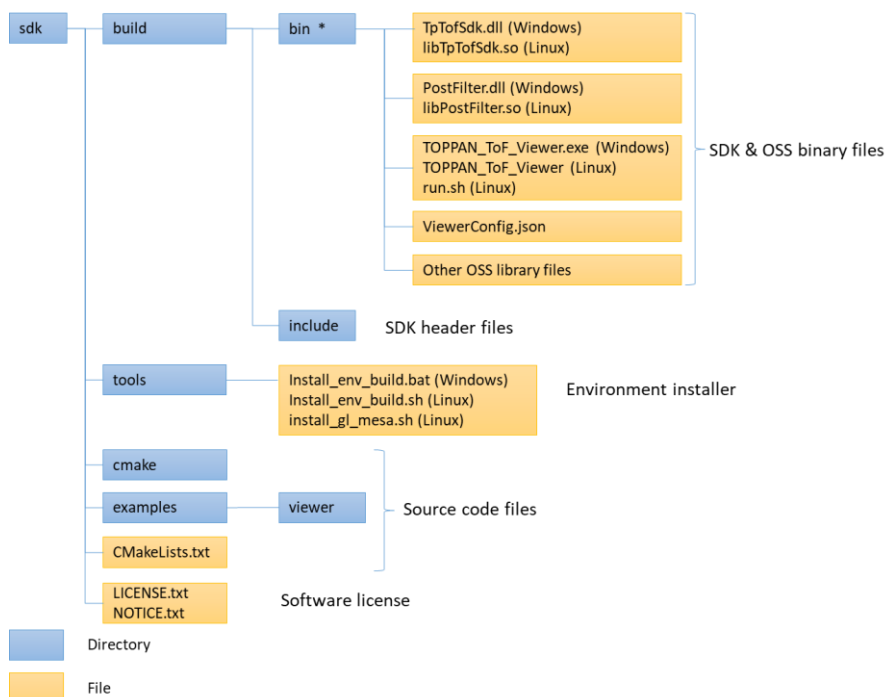 sdk
build
bin *
TpTofSdk.dll (Windows)
libTpTofSdk.so (Linux)
PostFilter.dll (Windows)
libPostFilter.so (Linux)
TOPPAN_ToF_Viewer.exe (Windows)
TOPPAN_ToF_Viewer (Linux)
run.sh (Linux)
ViewerConfig.json
Other OSS library files
SDK & OSS binary files
include
SDK header files
tools
Install_env_build.bat (Windows)
Install_env_build.sh (Linux)
install_gl_mesa.sh (Linux)
Environment installer
cmake
examples
viewer
CMakeLists.txt
Source code files
LICENSE.txt
NOTICE.txt
Software license
Directory
File